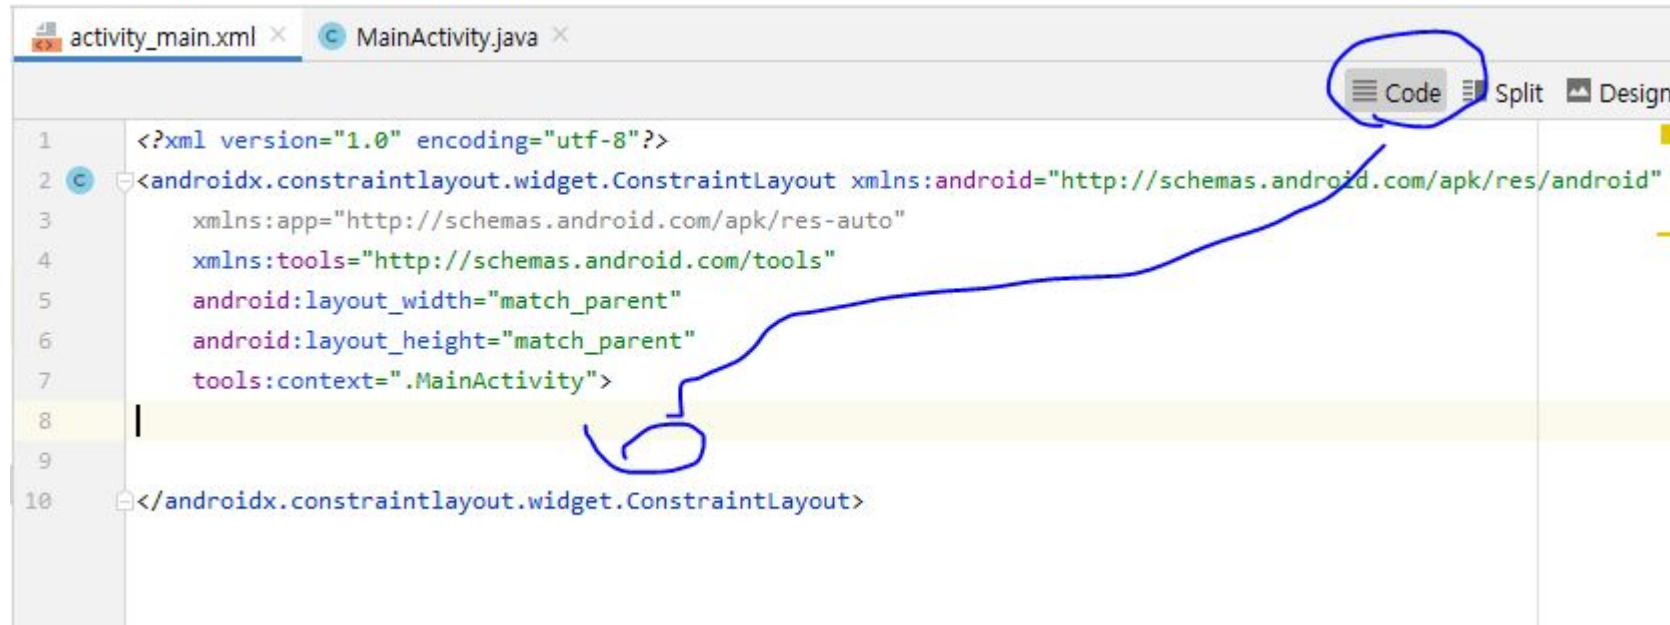 activity_main.xml × C MainActivity.java ×
Code Split Design
1 <?xml version="1.0" encoding="utf-8"?>
2 C <androidx.constraintlayout.widget.ConstraintLayout xmlns:android="http://schemas.android.com/apk/res/android"
3 xmlns:app="http://schemas.android.com/apk/res-auto"
4 xmlns:tools="http://schemas.android.com/tools"
5 android:layout_width="match_parent"
6 android:layout_height="match_parent"
7 tools:context=".MainActivity">
8
9
10 </androidx.constraintlayout.widget.ConstraintLayout>